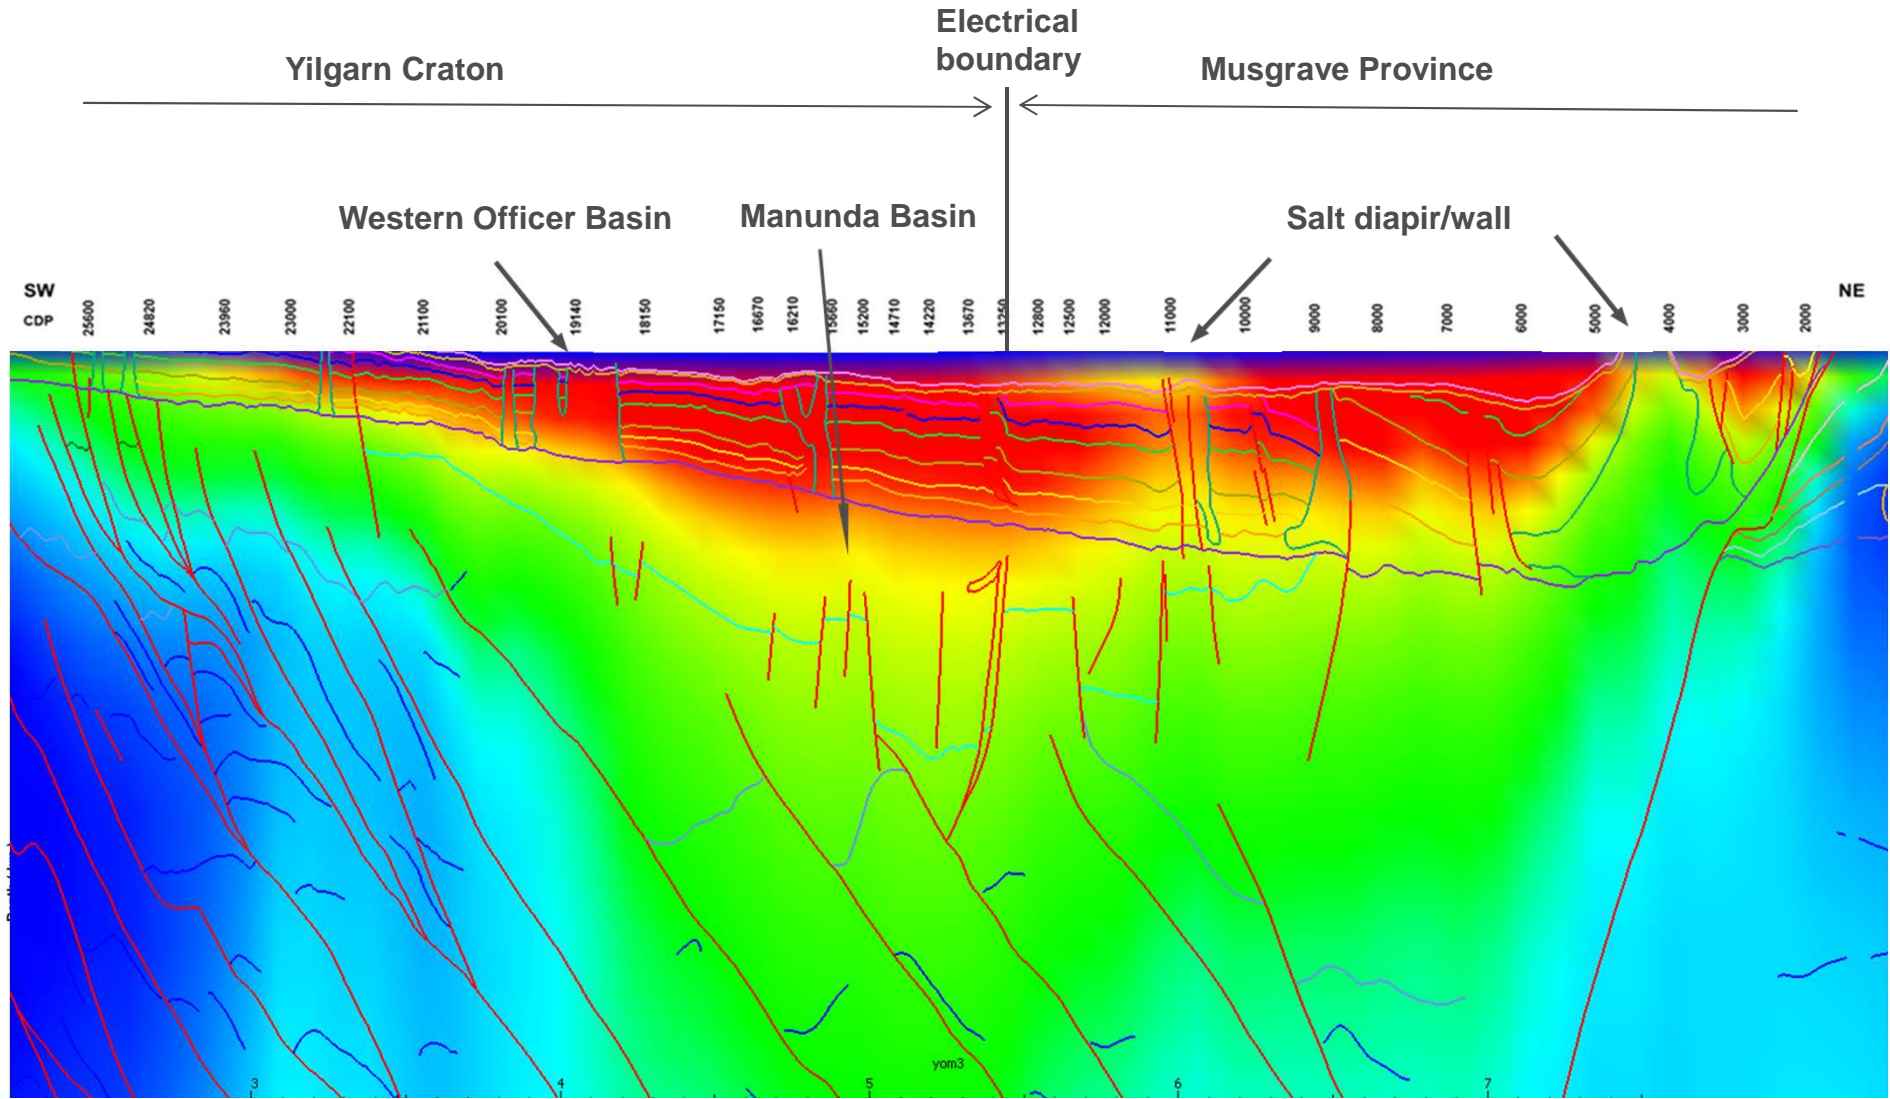 Electrical
boundary
Yilgarn Craton
Musgrave Province
Western Officer Basin
Manunda Basin
Salt diapir/wall
SW
NE
CDP
25600 24820 23960 23000 22100 21100 20100 19140 18150 17150 16670 16210 15660 15200 14710 14220 13670 13250 12800 12500 12000 11000 10000 9000 8000 7000 6000 5000 4000 3000 2000
yom3
3 4 5 6 7